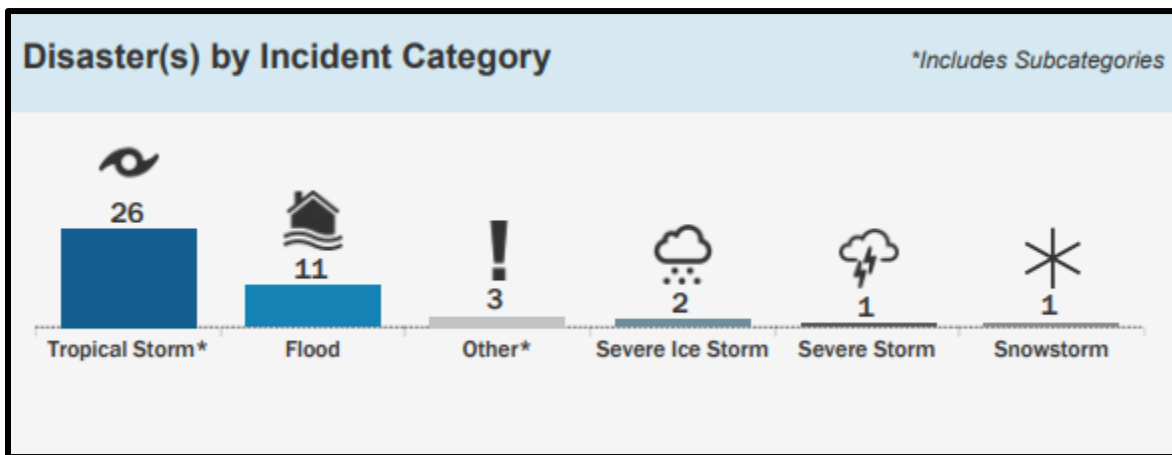 Disaster(s) by Incident Category
*Includes Subcategories
26
11
3
2
1
1
Tropical Storm*
Flood
Other*
Severe Ice Storm
Severe Storm
Snowstorm